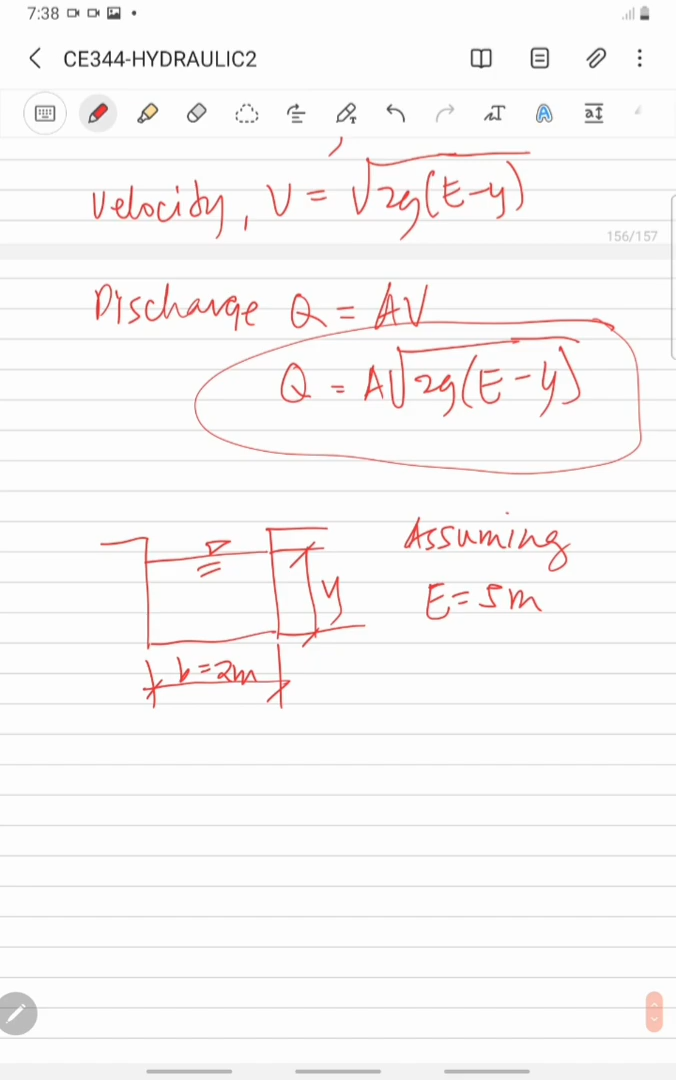 7:38
CE344-HYDRAULIC2
velocity, V = √2g(E-y)
156/157
Discharge Q = AV
Q = A√2g(E-y)
Assuming
y
E=5m
b=2m